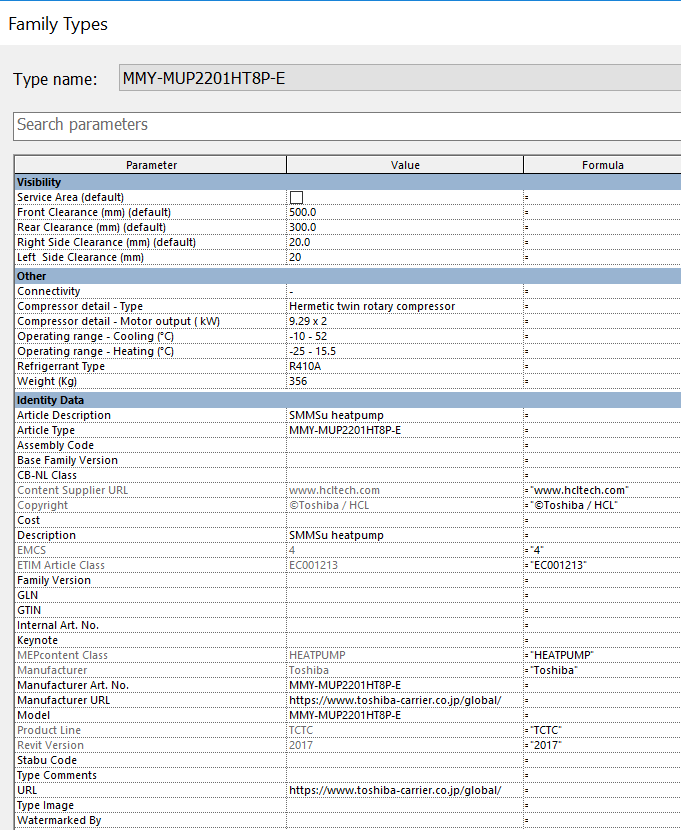 Family Types
Type name: MMY-MUP2201HT8P-E
Search parameters
Parameter Value Formula
Visibility
Service Area (default) =
Front Clearance (mm) (default) 500.0 =
Rear Clearance (mm) (default) 300.0 =
Right Side Clearance (mm) (default) 20.0 =
Left  Side Clearance (mm) 20 =
Other
Connectivity - =
Compressor detail - Type Hermetic twin rotary compressor =
Compressor detail - Motor output ( kW) 9.29 x 2 =
Operating range - Cooling (°C) -10 - 52 =
Operating range - Heating (°C) -25 - 15.5 =
Refrigerrant Type R410A =
Weight (Kg) 356 =
Identity Data
Article Description SMMSu heatpump =
Article Type MMY-MUP2201HT8P-E =
Assembly Code =
Base Family Version =
CB-NL Class =
Content Supplier URL www.hcltech.com ="www.hcltech.com"
Copyright ©Toshiba / HCL ="©Toshiba / HCL"
Cost =
Description SMMSu heatpump =
EMCS 4 ="4"
ETIM Article Class EC001213 ="EC001213"
Family Version =
GLN =
GTIN =
Internal Art. No. =
Keynote =
MEPcontent Class HEATPUMP ="HEATPUMP"
Manufacturer Toshiba ="Toshiba"
Manufacturer Art. No. MMY-MUP2201HT8P-E =
Manufacturer URL https://www.toshiba-carrier.co.jp/global/ =
Model MMY-MUP2201HT8P-E =
Product Line TCTC ="TCTC"
Revit Version 2017 ="2017"
Stabu Code =
Type Comments =
URL https://www.toshiba-carrier.co.jp/global/ =
Type Image =
Watermarked By =